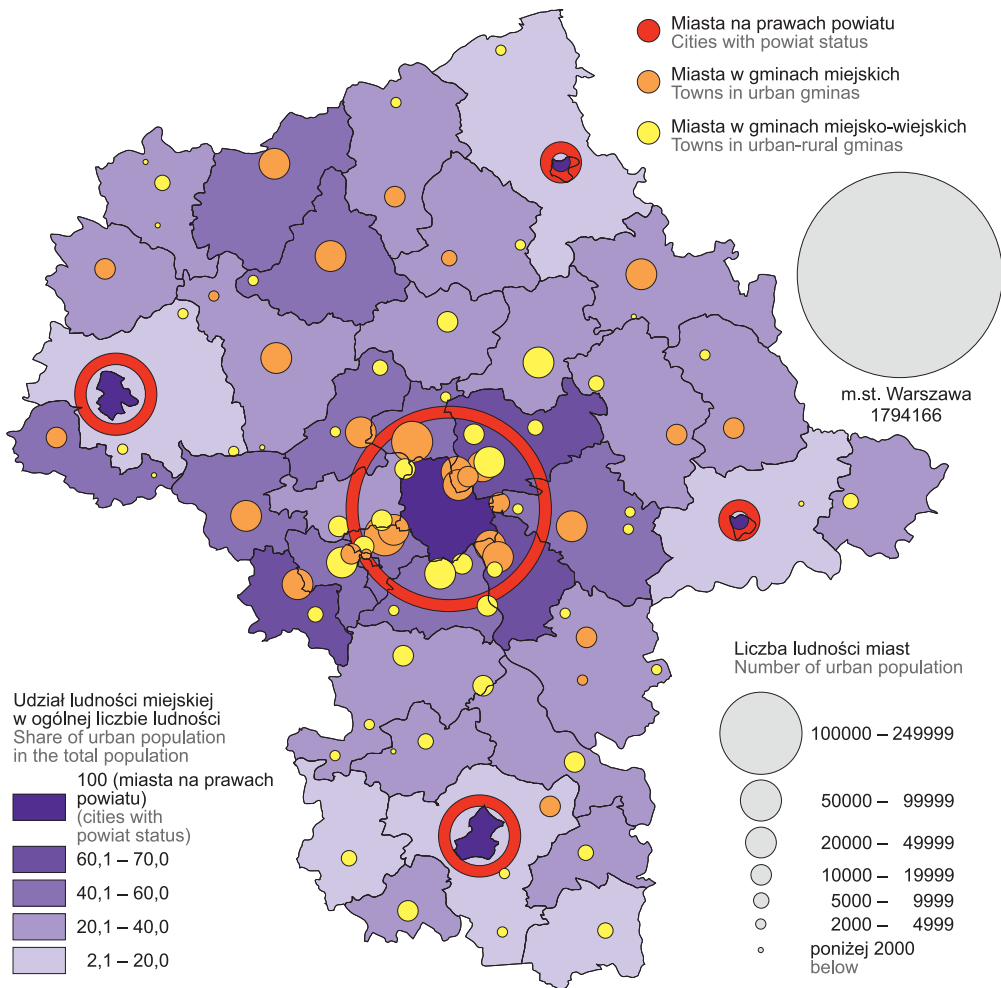 Miasta na prawach powiatu
Cities with powiat status
Miasta w gminach miejskich
Towns in urban gminas
Miasta w gminach miejsko-wiejskich
Towns in urban-rural gminas
m.st. Warszawa
1794166
Udział ludności miejskiej
w ogólnej liczbie ludności
Share of urban population
in the total population
100 (miasta na prawach
powiatu)
(cities with
powiat status)
60,1 – 70,0
40,1 – 60,0
20,1 – 40,0
2,1 – 20,0
Liczba ludności miast
Number of urban population
100000 – 249999
50000 – 99999
20000 – 49999
10000 – 19999
5000 – 9999
2000 – 4999
poniżej 2000
below